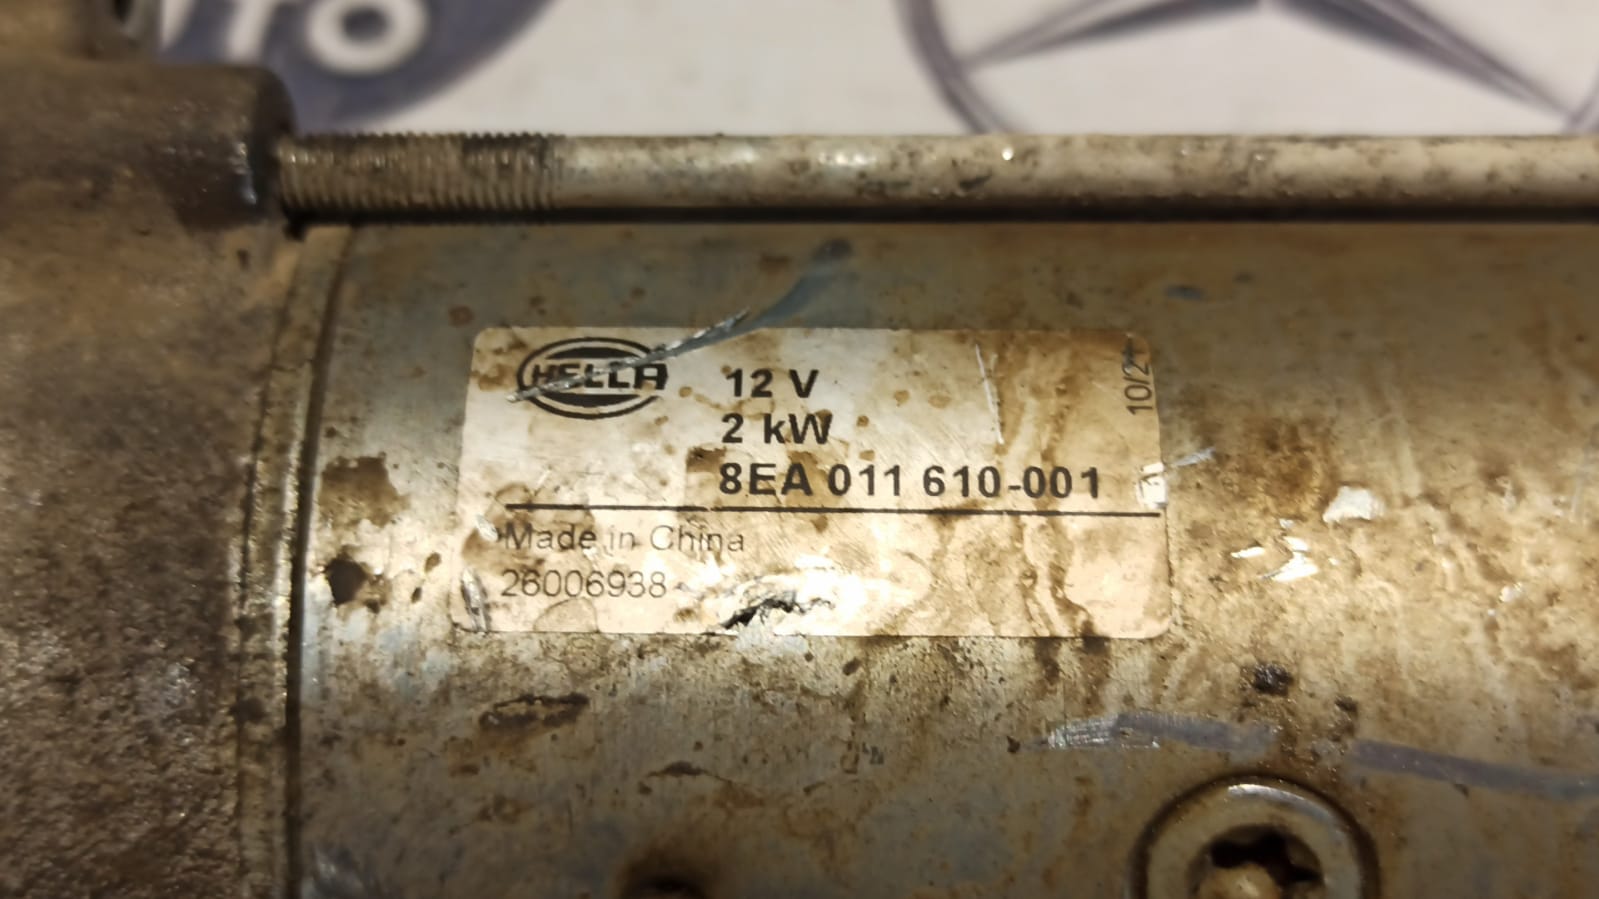 HELLA
12 V
2 kW
8EA 011 610-001
Made in China
26006938